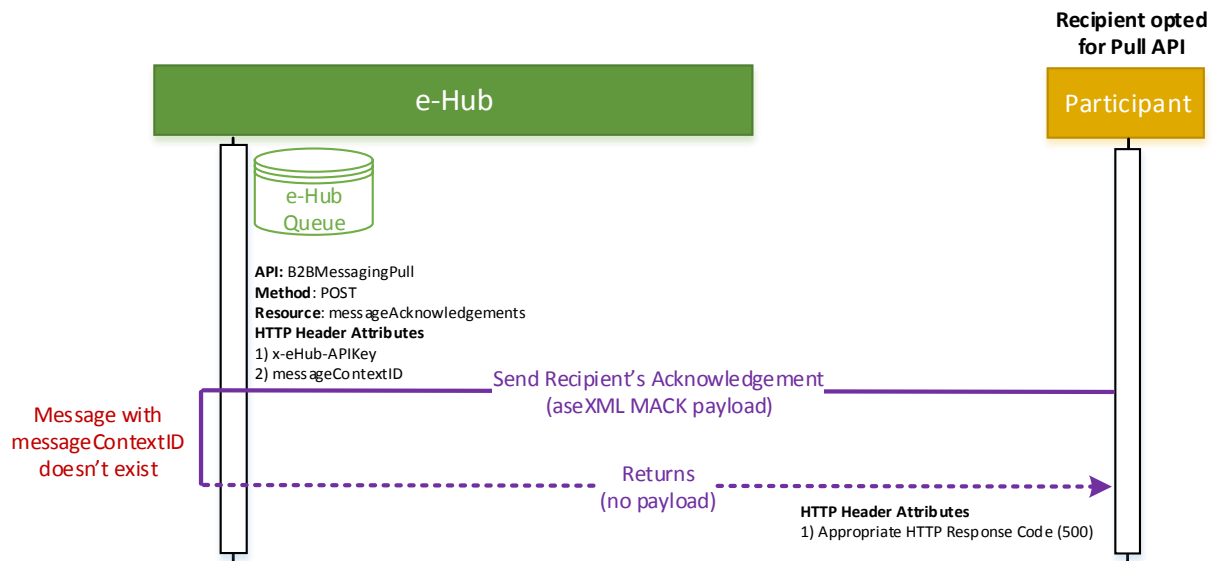 Recipient opted
for Pull API
e-Hub
Participant
e-Hub
Queue
API: B2BMessagingPull
Method: POST
Resource: messageAcknowledgements
HTTP Header Attributes
1) x-eHub-APIKey
2) messageContextID
Send Recipient's Acknowledgement
(aseXML MACK payload)
Message with
messageContextID
doesn't exist
Returns
(no payload)
HTTP Header Attributes
1) Appropriate HTTP Response Code (500)